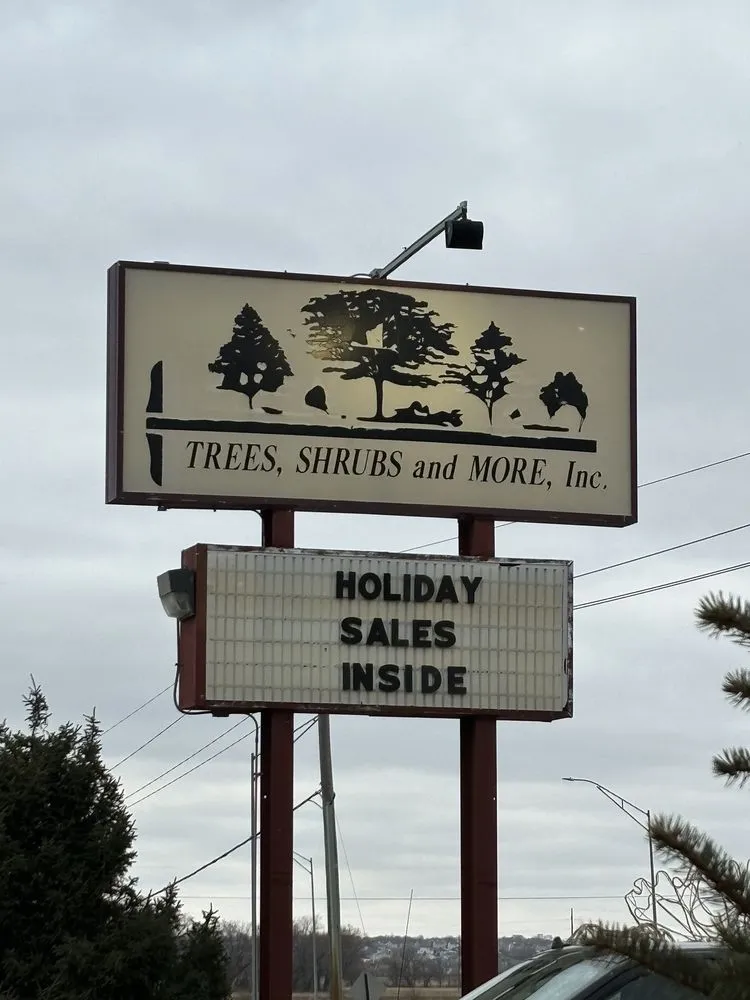 TREES, SHRUBS and MORE, Inc.
HOLIDAY
SALES
INSIDE